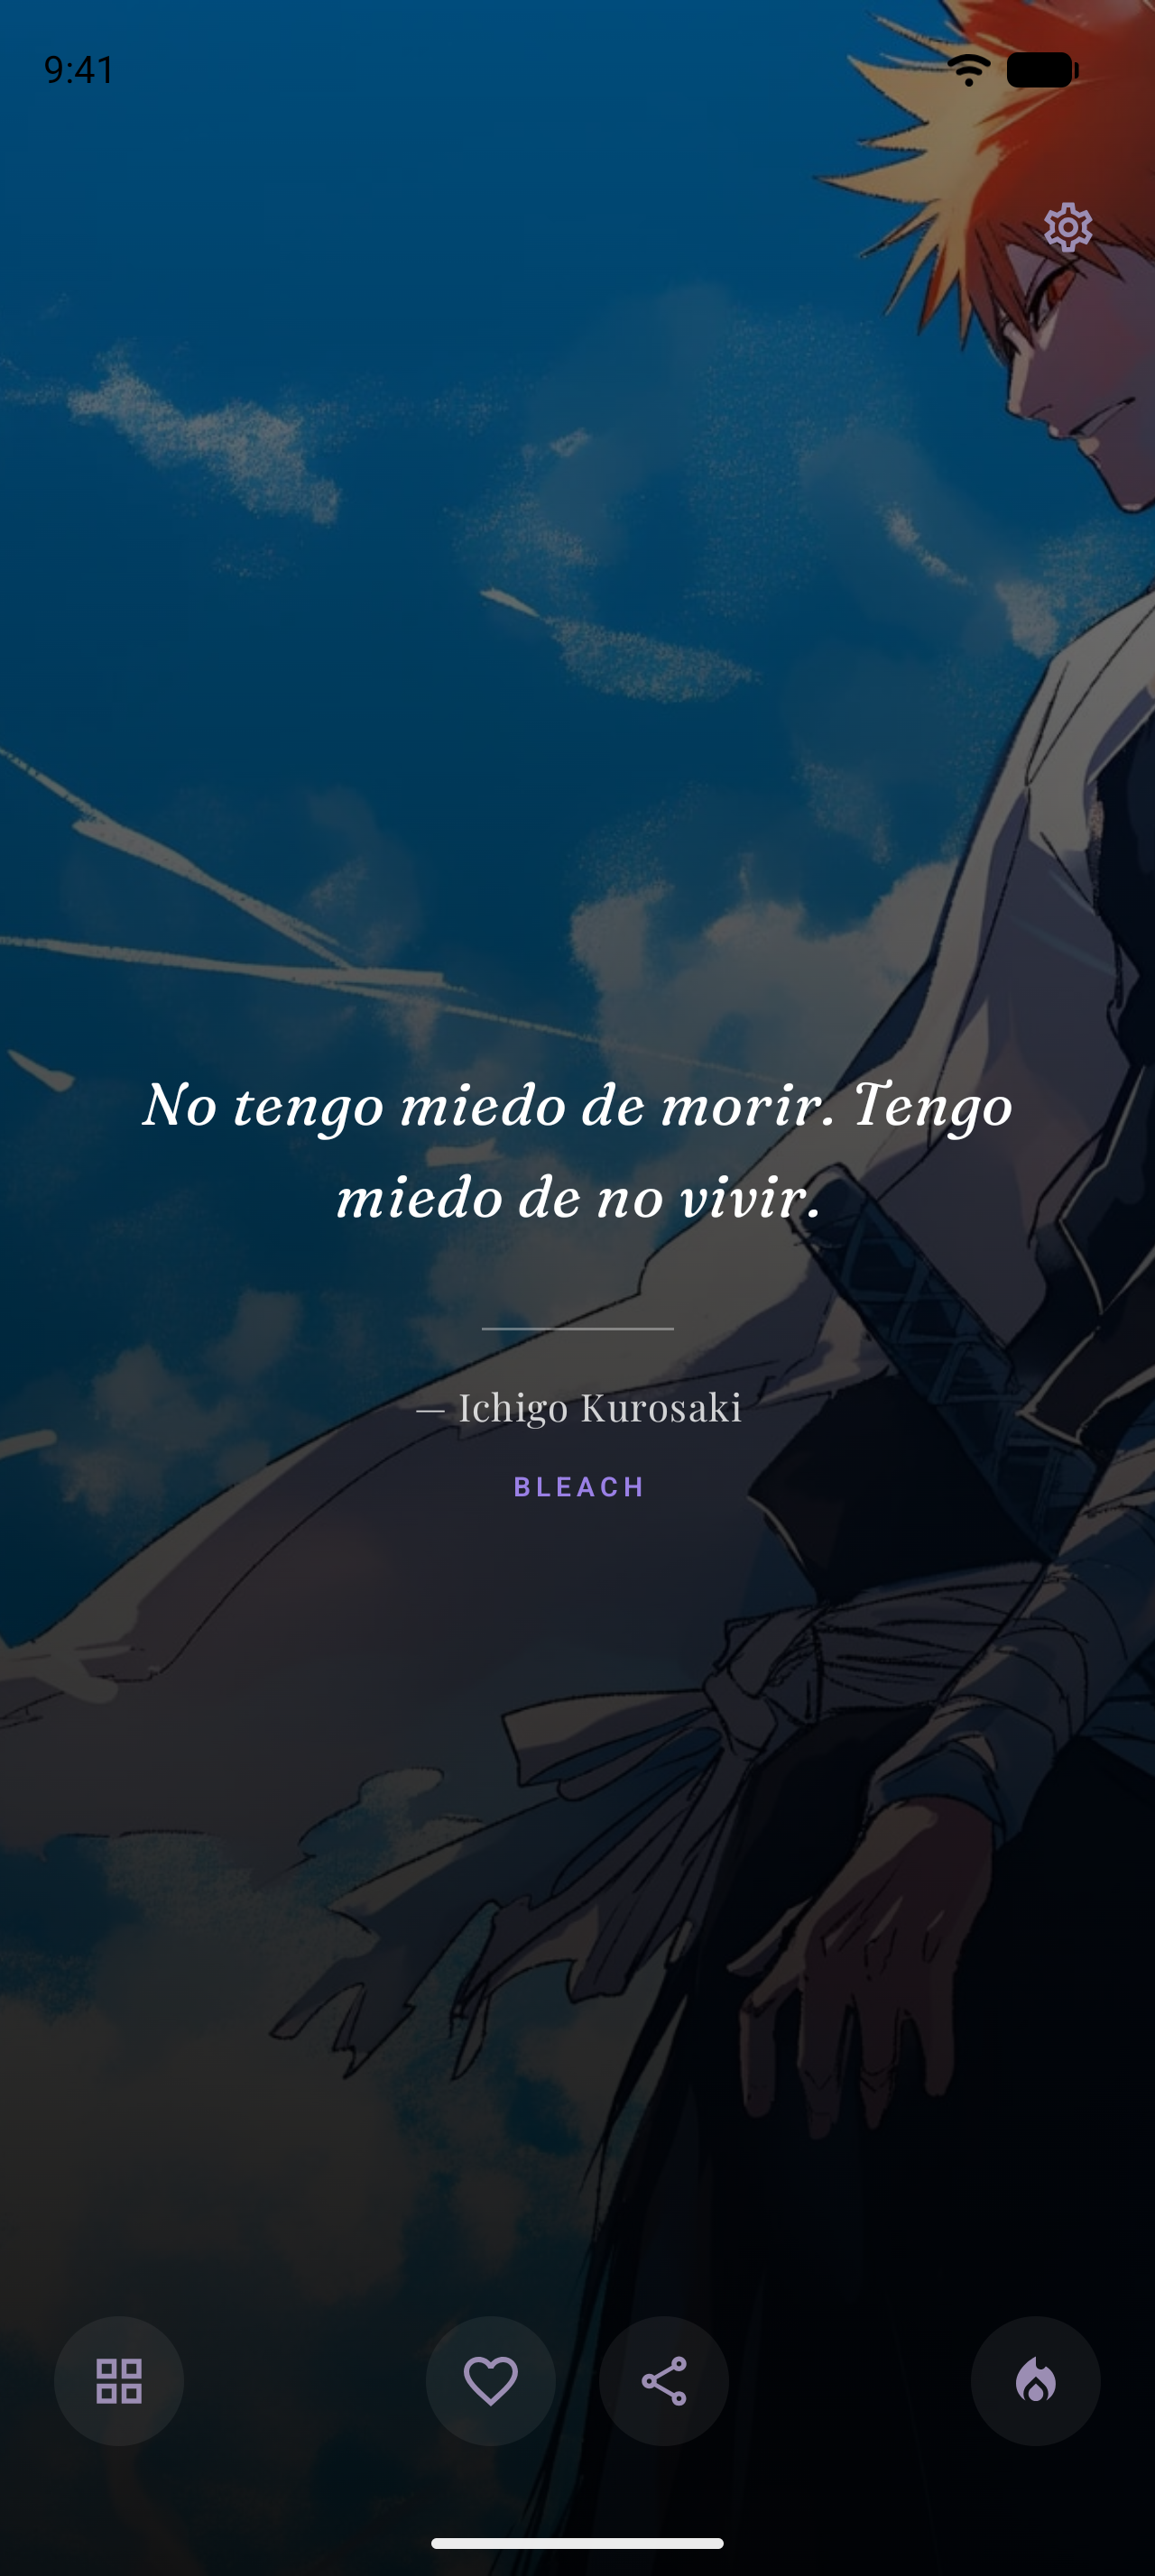 9:41
No tengo miedo de morir. Tengo
miedo de no vivir.
— Ichigo Kurosaki
BLEACH